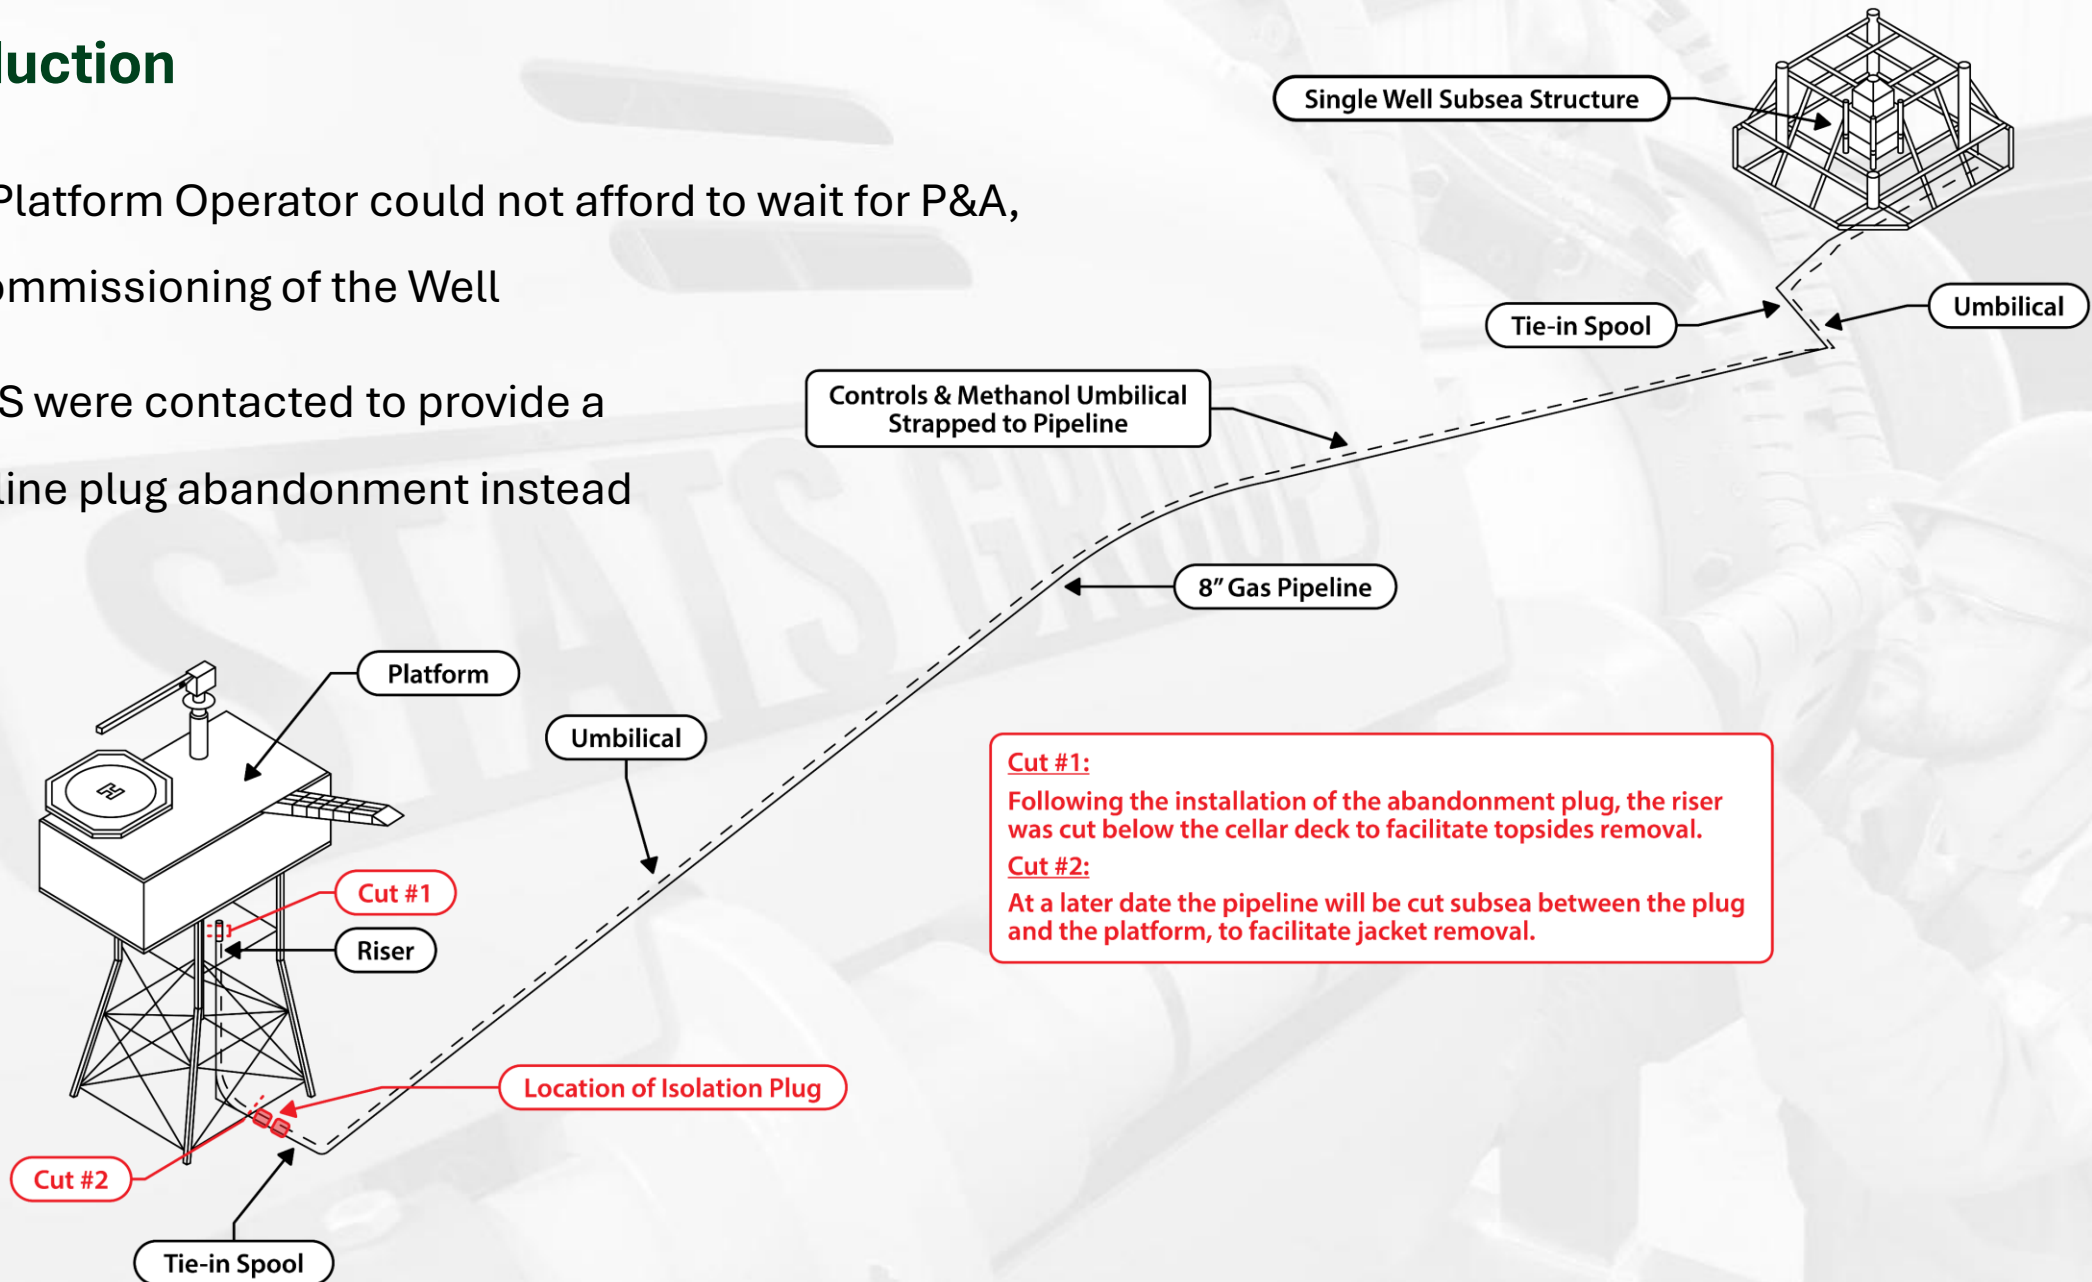 duction
Platform Operator could not afford to wait for P&A,
ommissioning of the Well
S were contacted to provide a
line plug abandonment instead
Single Well Subsea Structure
Tie-in Spool
Umbilical
Controls & Methanol Umbilical
Strapped to Pipeline
8” Gas Pipeline
Platform
Umbilical
H
Cut #1
Riser
Cut #1:
Following the installation of the abandonment plug, the riser
was cut below the cellar deck to facilitate topsides removal.
Cut #2:
At a later date the pipeline will be cut subsea between the plug
and the platform, to facilitate jacket removal.
Location of Isolation Plug
Cut #2
Tie-in Spool
STATS GROUP